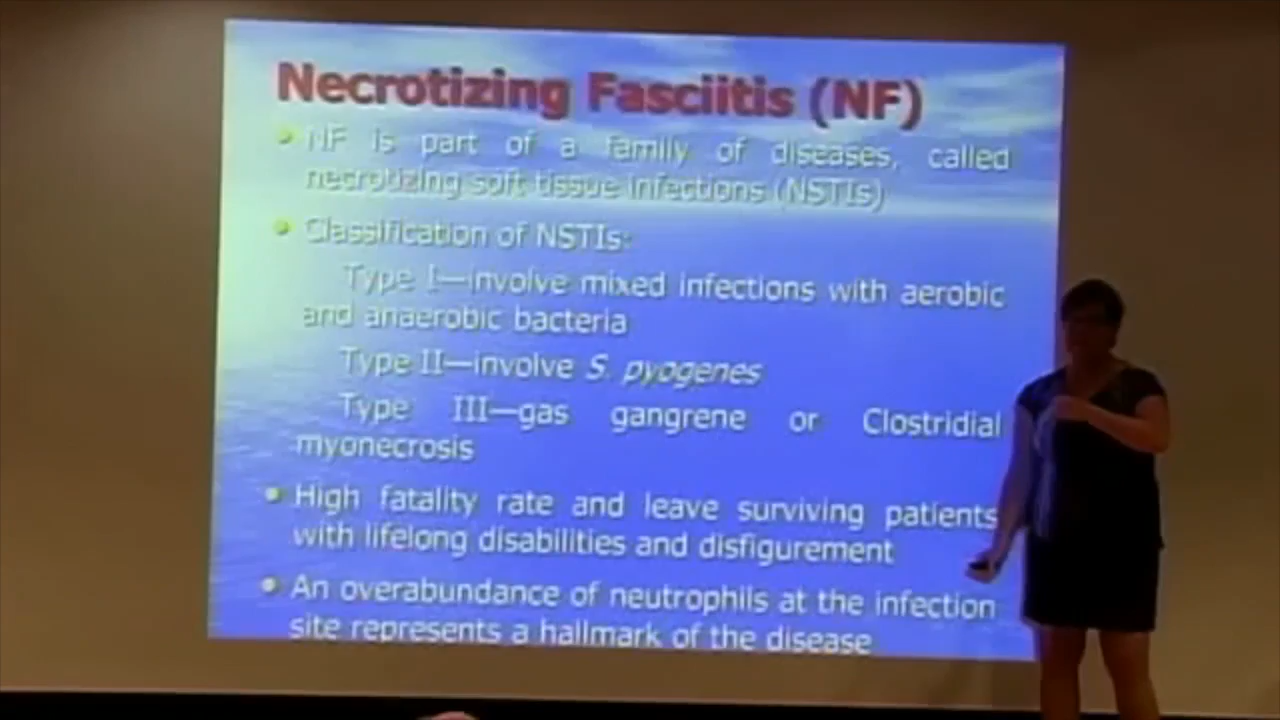 Necrotizing Fasciitis (NF)
NF is part of a family of diseases, called
necrotizing soft tissue infections (NSTIs)
Classification of NSTIs:
Type I—involve mixed infections with aerobic
and anaerobic bacteria
Type II—involve S. pyogenes
Type III—gas gangrene or Clostridial
myonecrosis
High fatality rate and leave surviving patients
with lifelong disabilities and disfigurement
An overabundance of neutrophils at the infection
site represents a hallmark of the disease